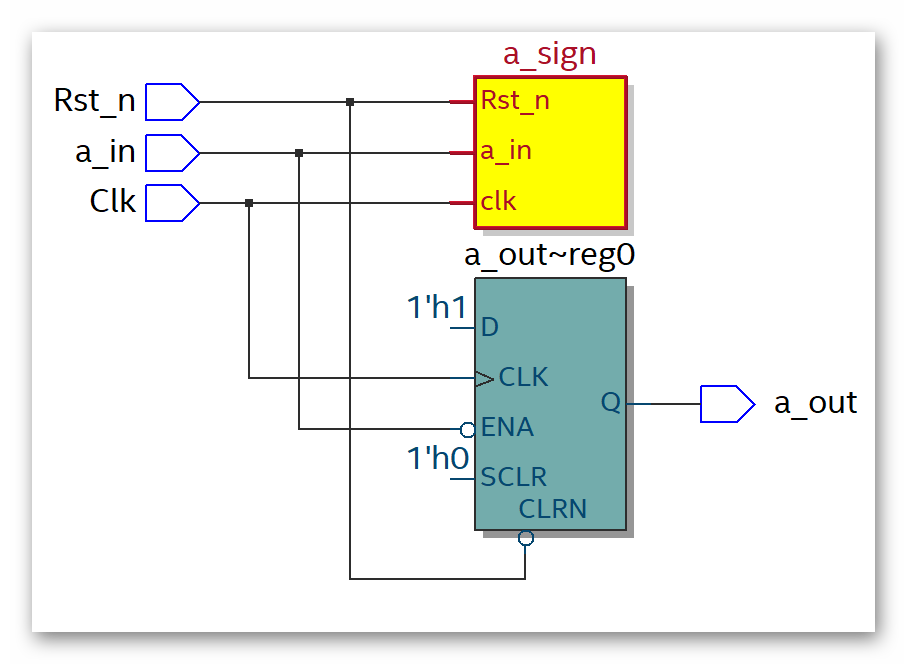 a_sign
Rst_n
Rst_n
a_in
a_in
Clk
clk
a_out~reg0
1'h1
D
CLK
Q
a_out
ENA
1'h0
SCLR
CLRN